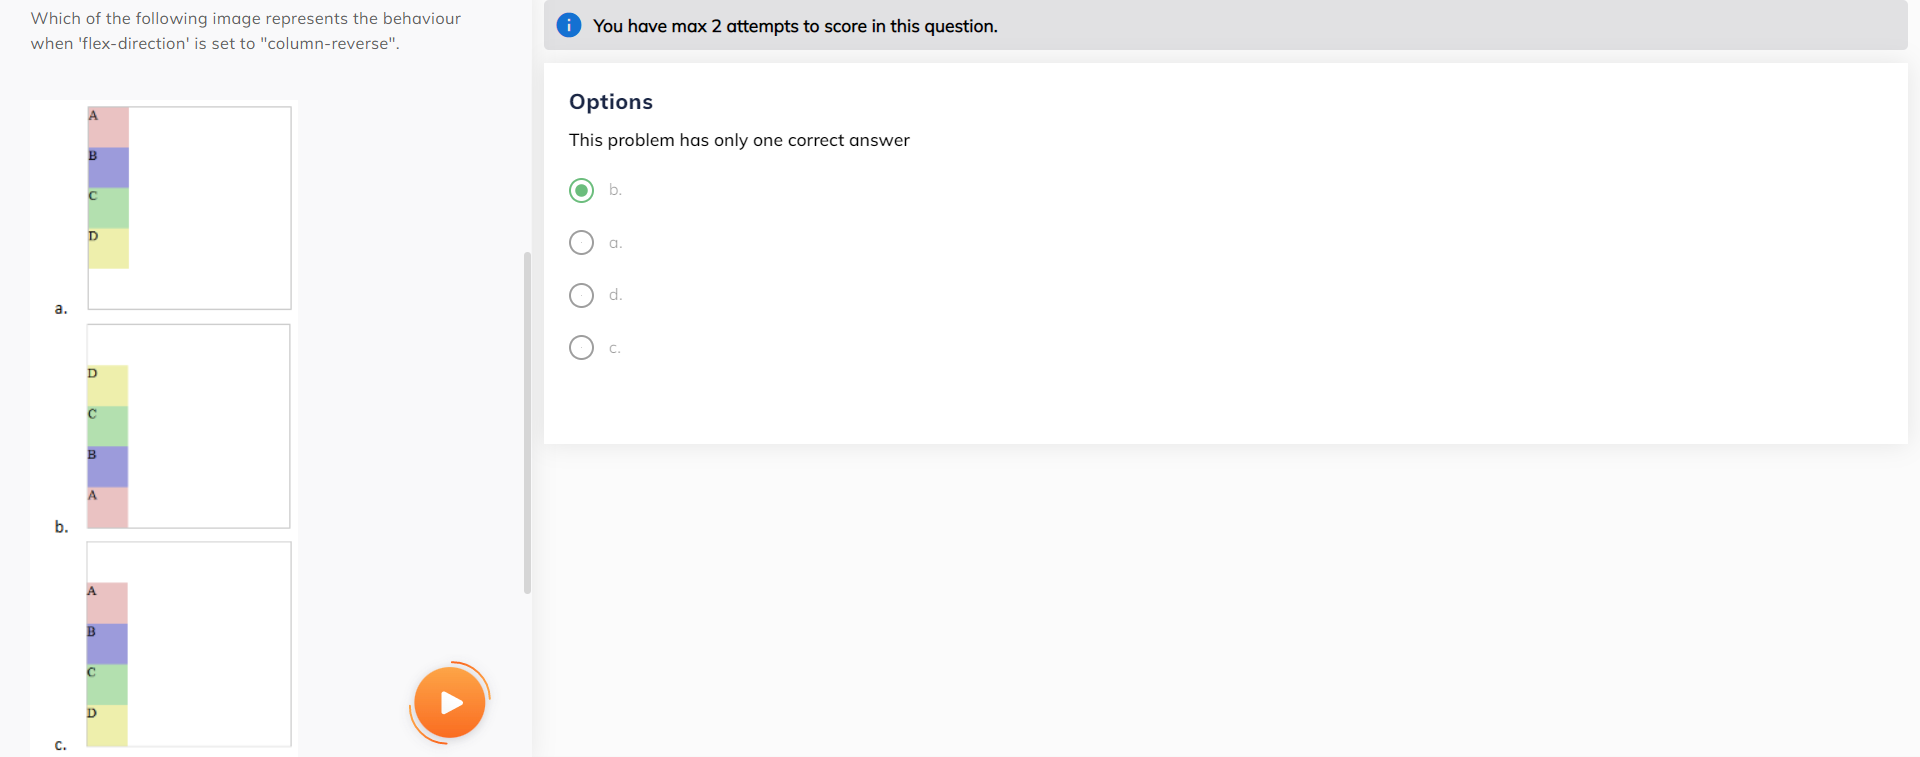 Which of the following image represents the behaviour
when 'flex-direction' is set to "column-reverse".
A
B
C
D
a.
D
C
B
A
b.
A
B
C
D
c.
i You have max 2 attempts to score in this question.
Options
This problem has only one correct answer
b.
a.
d.
c.